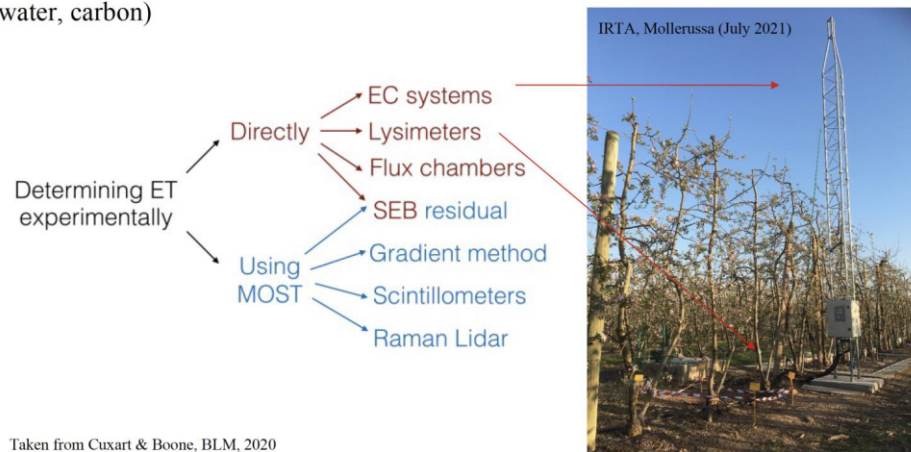 water, carbon)
IRTA, Mollerussa (July 2021)
Determining ET
experimentally
Directly
EC systems
Lysimeters
Flux chambers
SEB residual
Using
MOST
Gradient method
Scintillometers
Raman Lidar
Taken from Cuxart & Boone, BLM, 2020